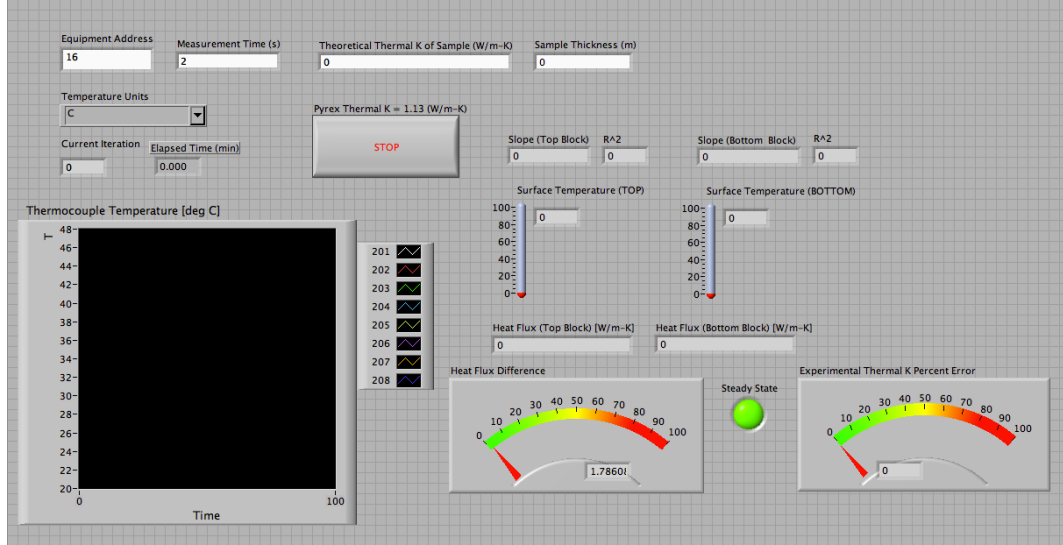 Equipment Address
16
Measurement Time (s)
2
Theoretical Thermal K of Sample (W/m-K)
0
Sample Thickness (m)
0
Temperature Units
C
Pyrex Thermal K = 1.13 (W/m-K)
STOP
Current Iteration
0
Elapsed Time (min)
0.000
Slope (Top Block)
0
R^2
0
Slope (Bottom Block)
0
R^2
0
Surface Temperature (TOP)
100
80
60
40
20
0
0
Surface Temperature (BOTTOM)
100
80
60
40
20
0
0
Thermocouple Temperature [deg C]
T
48
46
44
42
40
38
36
34
32
30
28
26
24
22
20
0
100
Time
201
202
203
204
205
206
207
208
Heat Flux (Top Block) [W/m-K]
0
Heat Flux (Bottom Block) [W/m-K]
0
Heat Flux Difference
0 10 20 30 40 50 60 70 80 90 100
Steady State
Experimental Thermal K Percent Error
0 10 20 30 40 50 60 70 80 90 100
0